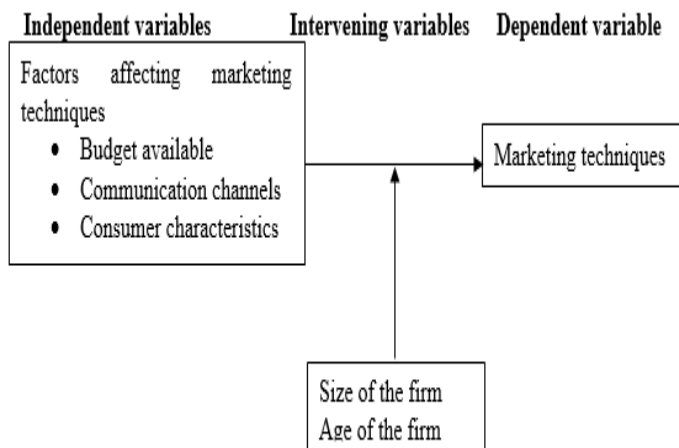 Independent variables
Intervening variables
Dependent variable
Factors affecting marketing
techniques
• Budget available
• Communication channels
• Consumer characteristics
Marketing techniques
Size of the firm
Age of the firm